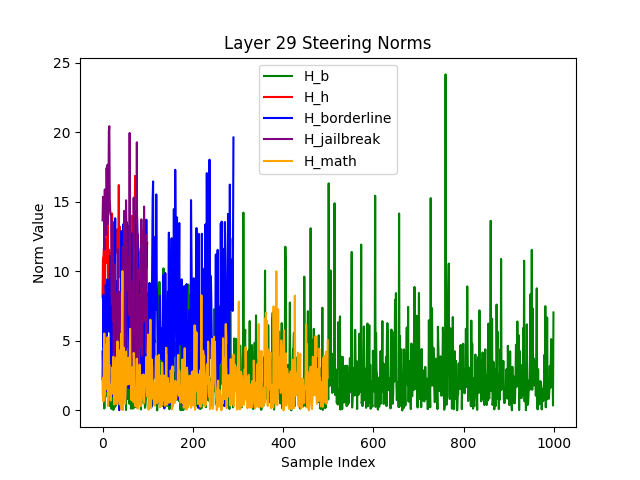 Layer 29 Steering Norms
H_b
H_h
H_borderline
H_jailbreak
H_math
Norm Value
25
20
15
10
5
0
0 200 400 600 800 1000
Sample Index